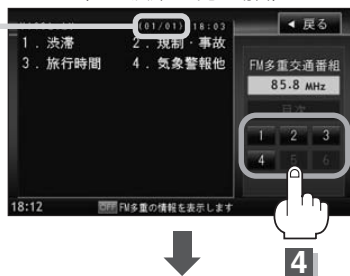 (01/01) 18:03
◀ 戻る
1．渋滞 2．規制・事故
3．旅行時間 4．気象警報他
FM多重交通番組
85.8 MHz
目次
1 2 3
4 5 6
18:12 OFF FM多重の情報を表示します
4